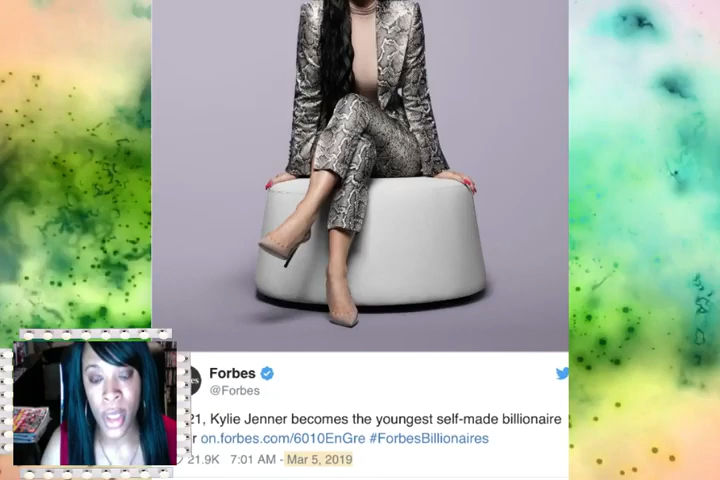 Forbes
@Forbes
21, Kylie Jenner becomes the youngest self-made billionaire
on.forbes.com/6010EnGre #ForbesBillionaires
21.9K 7:01 AM - Mar 5, 2019